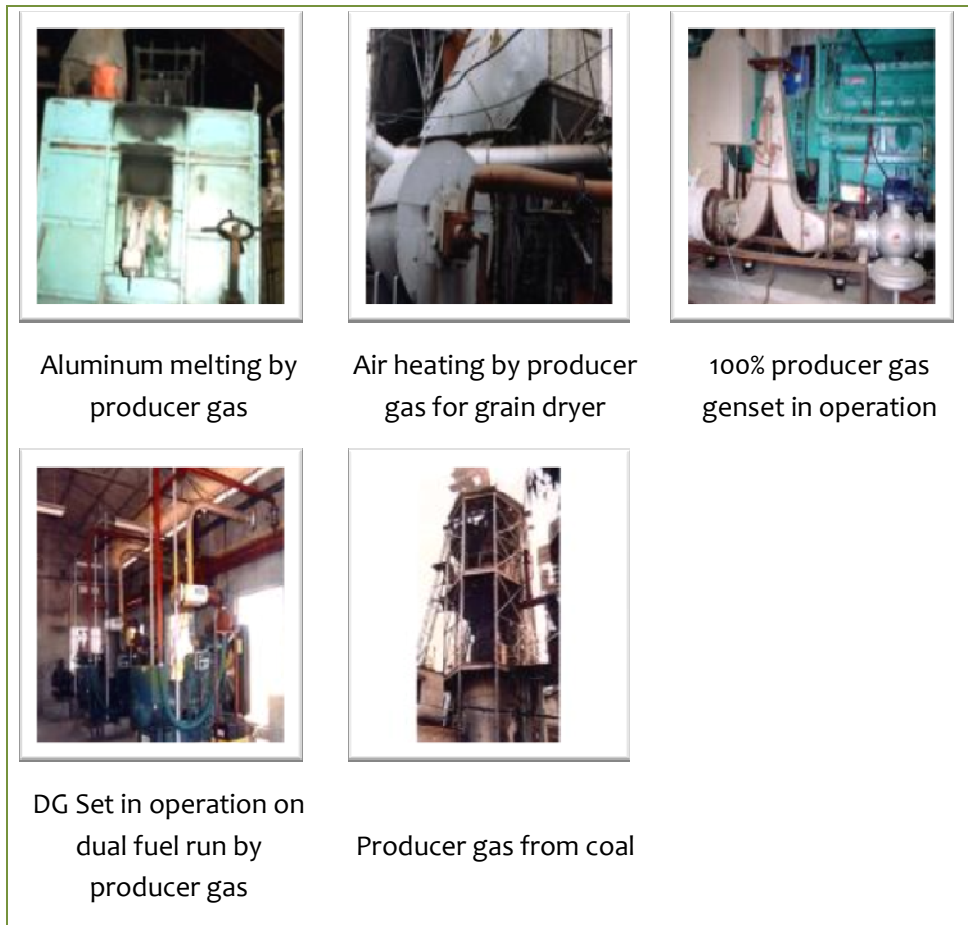 Aluminum melting by
producer gas
Air heating by producer
gas for grain dryer
100% producer gas
genset in operation
DG Set in operation on
dual fuel run by
producer gas
Producer gas from coal